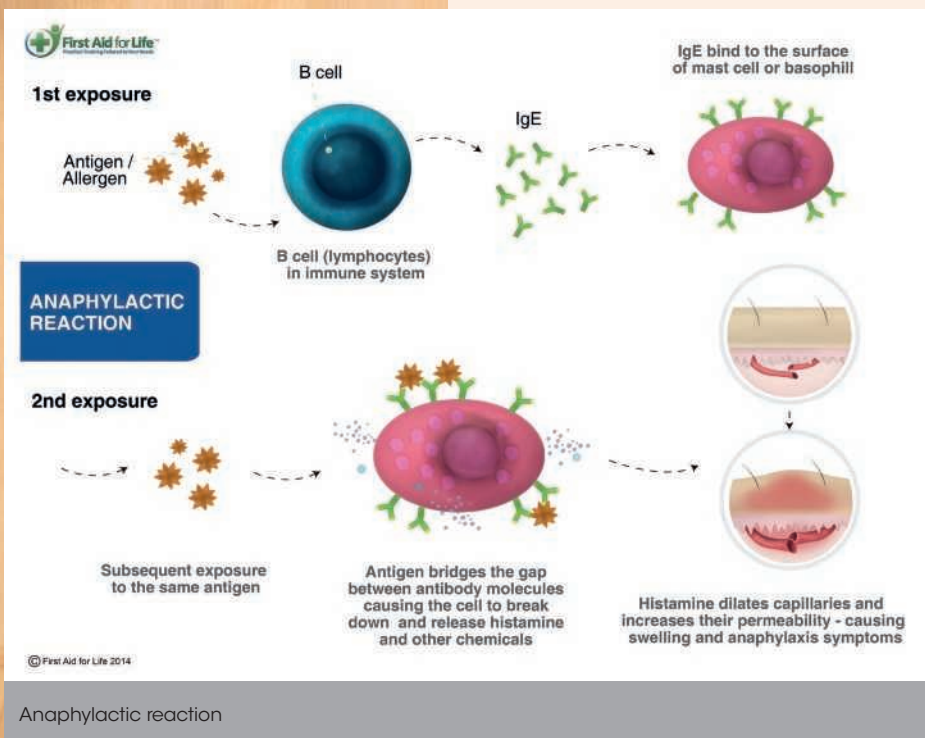 First Aid for Life™
1st exposure
Antigen /
Allergen
B cell
B cell (lymphocytes)
in immune system
IgE
IgE bind to the surface
of mast cell or basophill
ANAPHYLACTIC
REACTION
2nd exposure
Subsequent exposure
to the same antigen
Antigen bridges the gap
between antibody molecules
causing the cell to break
down and release histamine
and other chemicals
Histamine dilates capillaries and
increases their permeability - causing
swelling and anaphylaxis symptoms
© First Aid for Life 2014
Anaphylactic reaction